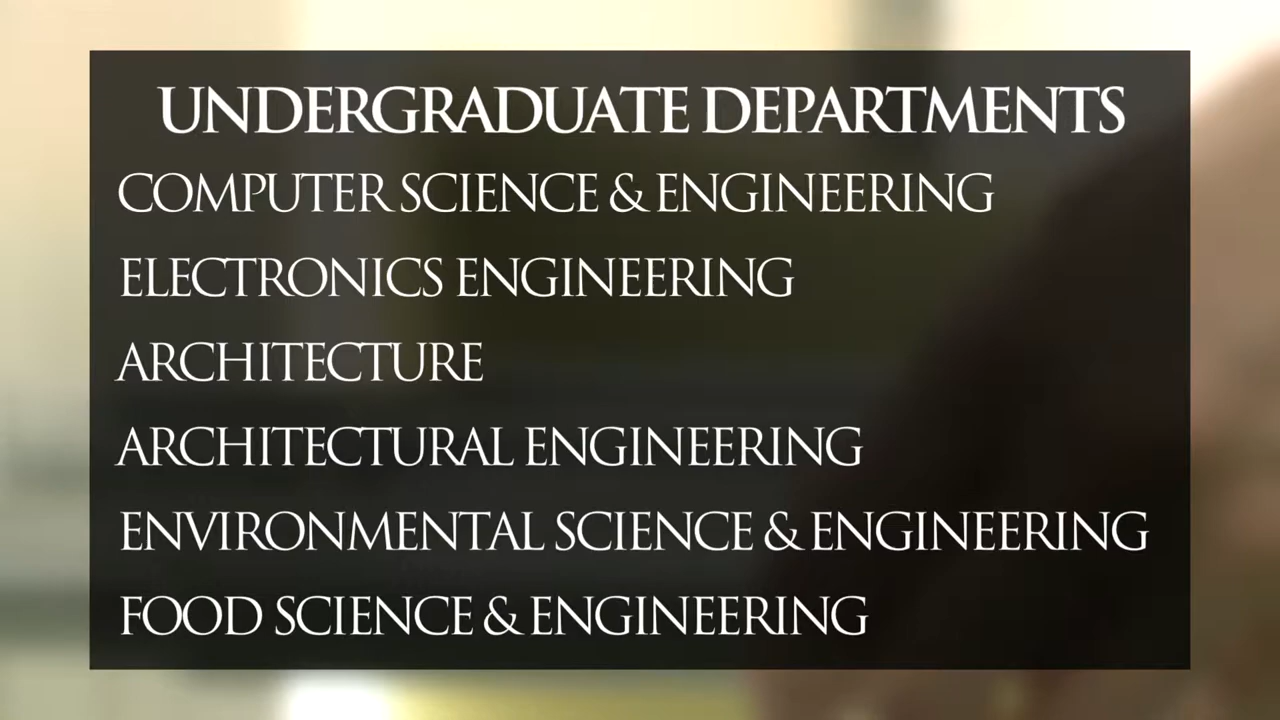 UNDERGRADUATE DEPARTMENTS
COMPUTER SCIENCE & ENGINEERING
ELECTRONICS ENGINEERING
ARCHITECTURE
ARCHITECTURAL ENGINEERING
ENVIRONMENTAL SCIENCE & ENGINEERING
FOOD SCIENCE & ENGINEERING